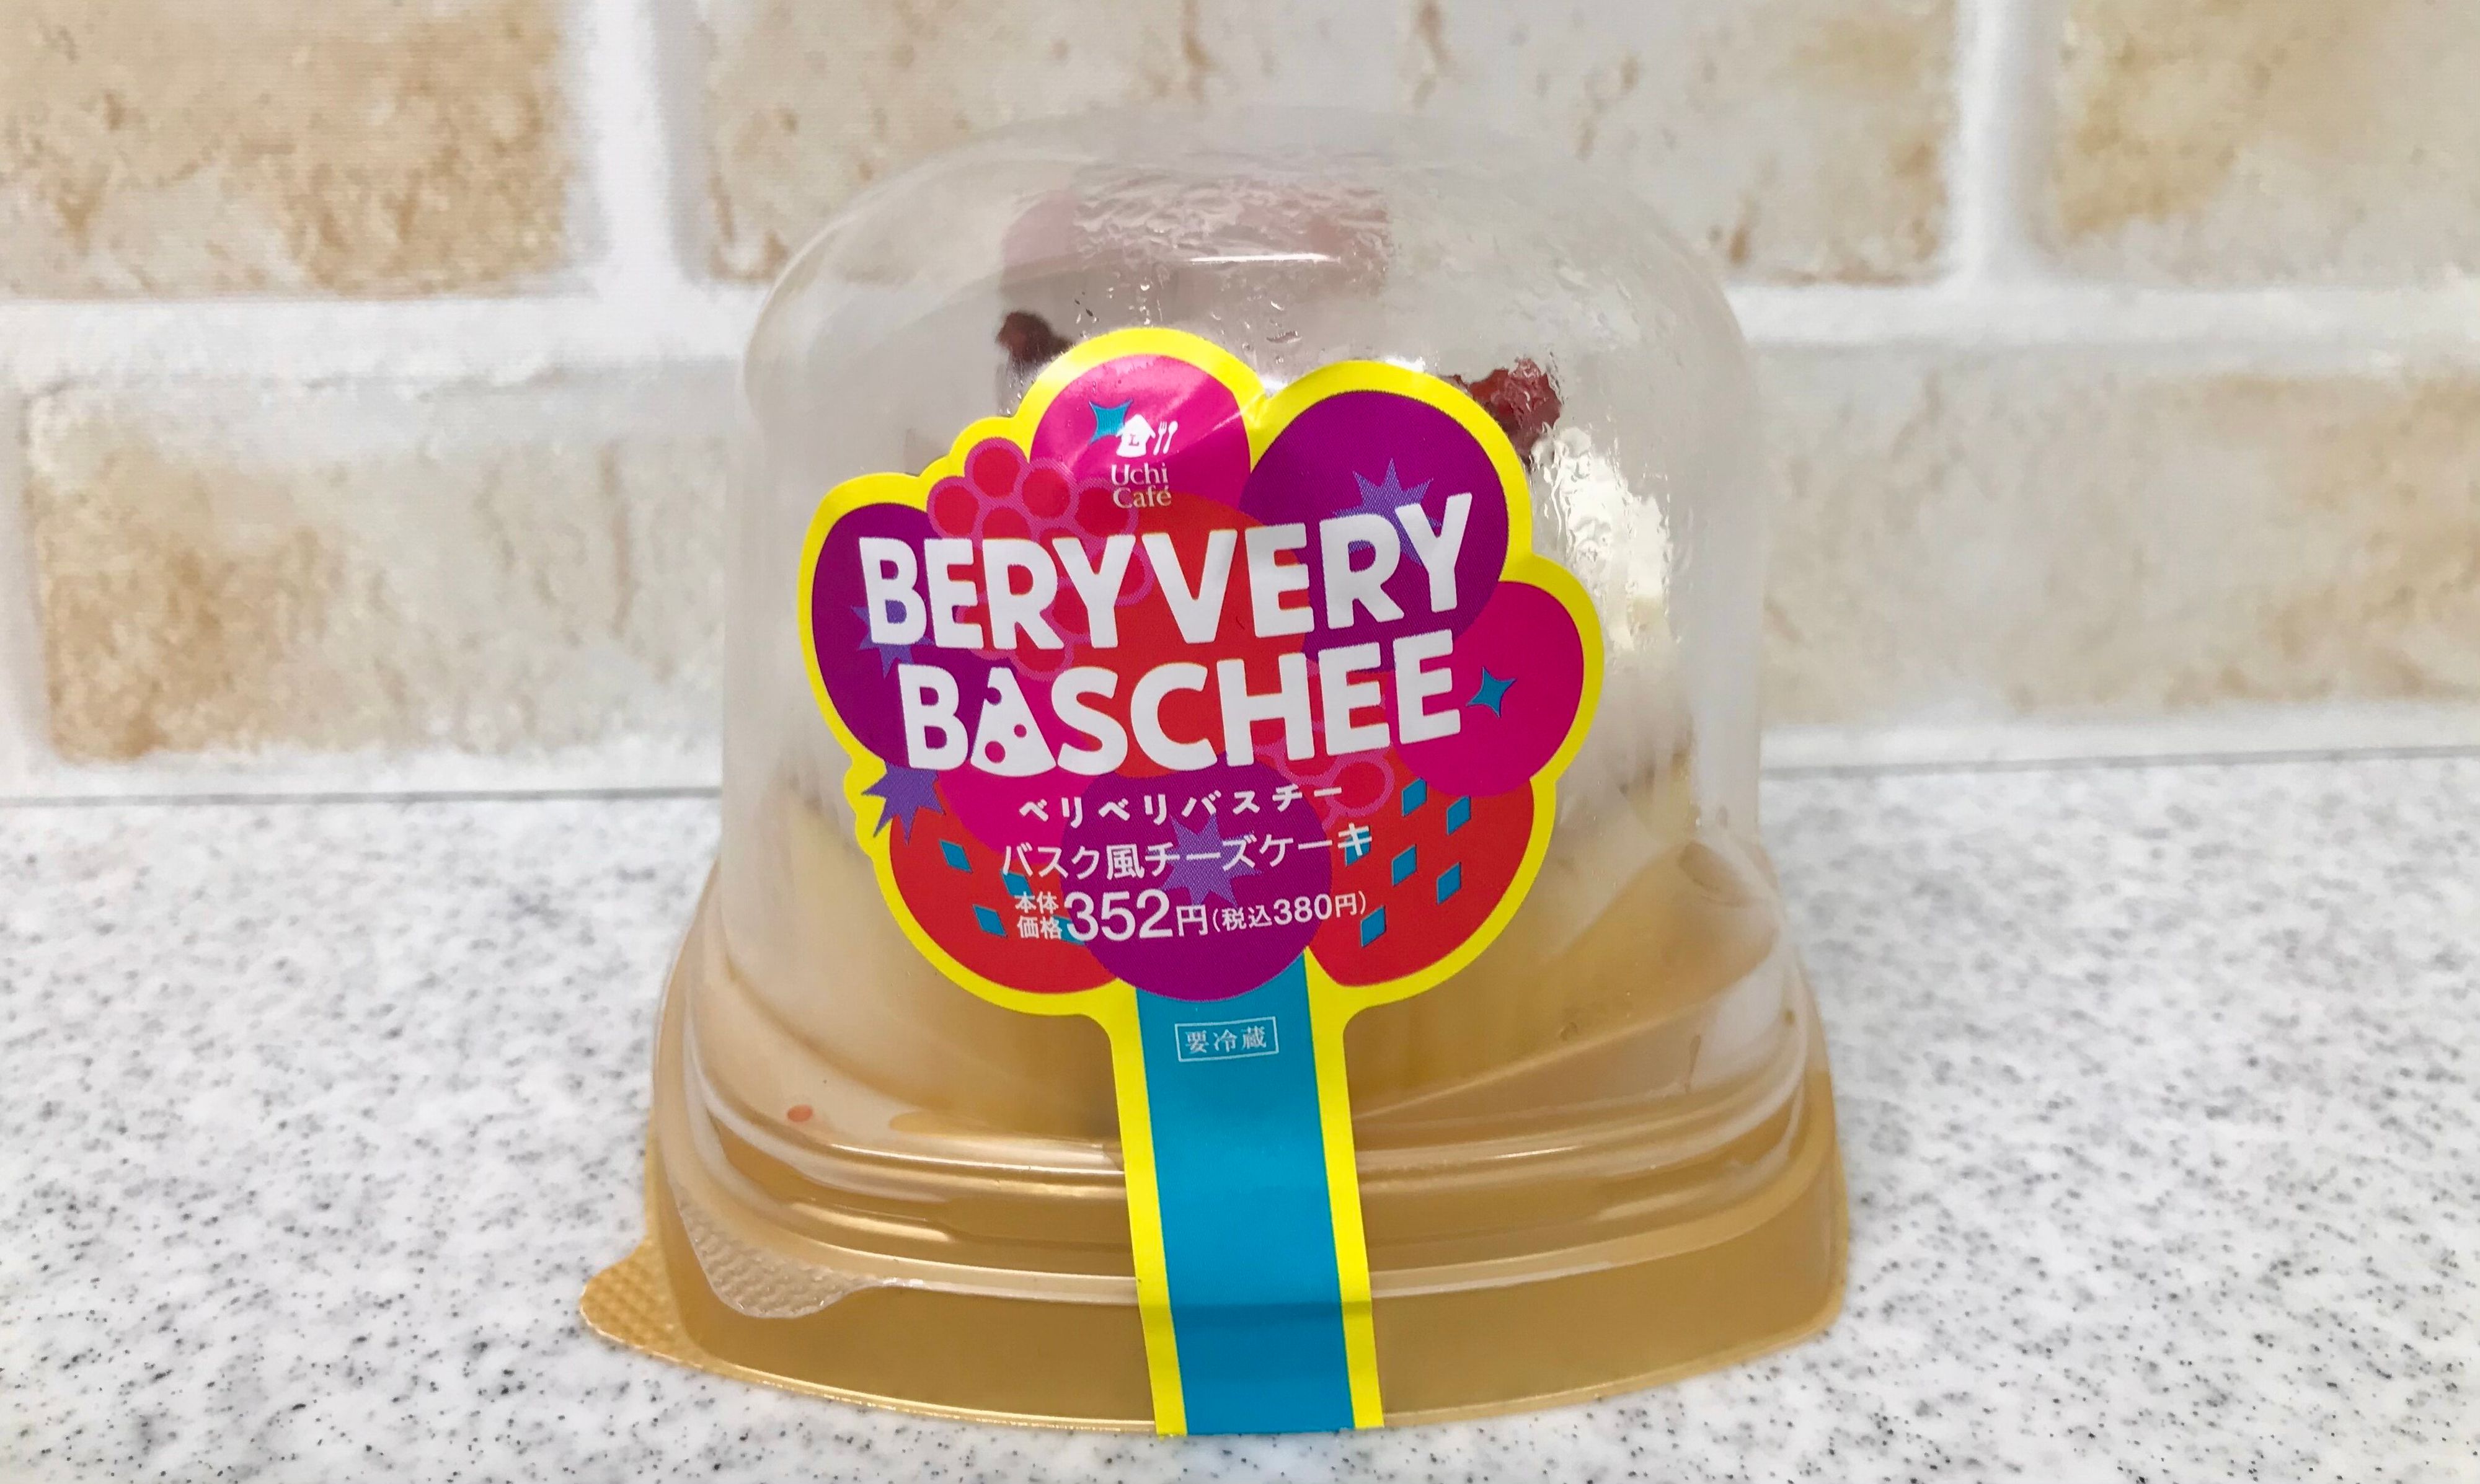 L
Uchi
Café
BERYVERY
BASCHEE
ベリベリバスチー
バスク風チーズケーキ
本体価格352円(税込380円)
要冷蔵